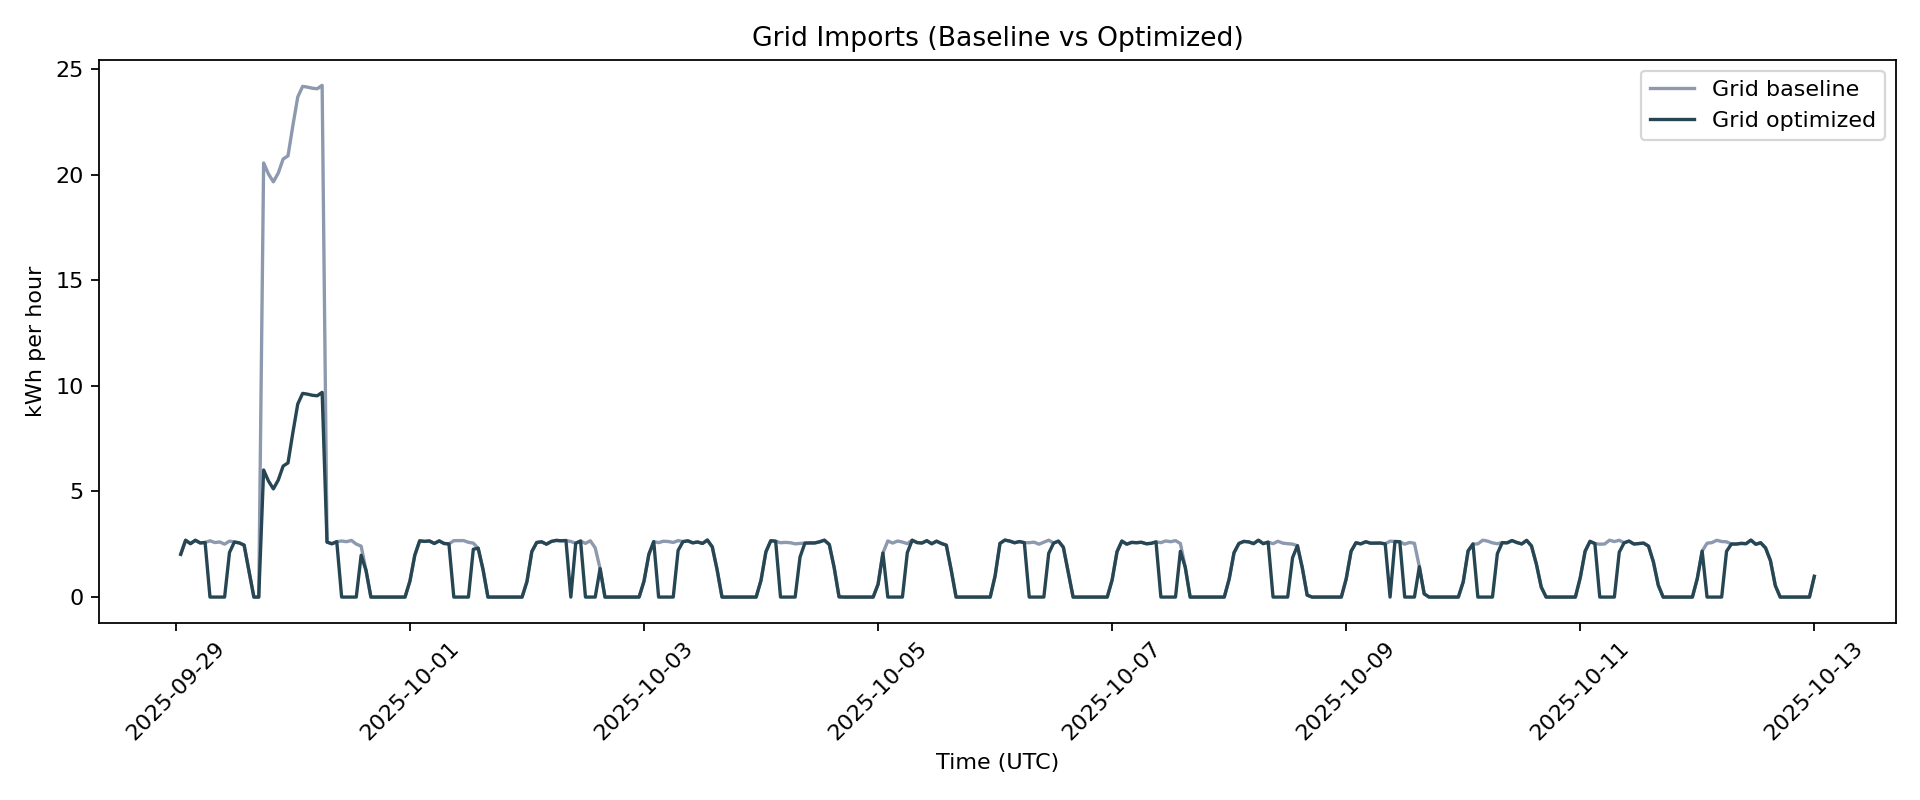 Grid Imports (Baseline vs Optimized)
Grid baseline
Grid optimized
kWh per hour
25
20
15
10
5
0
2025-09-29
2025-10-01
2025-10-03
2025-10-05
2025-10-07
2025-10-09
2025-10-11
2025-10-13
Time (UTC)